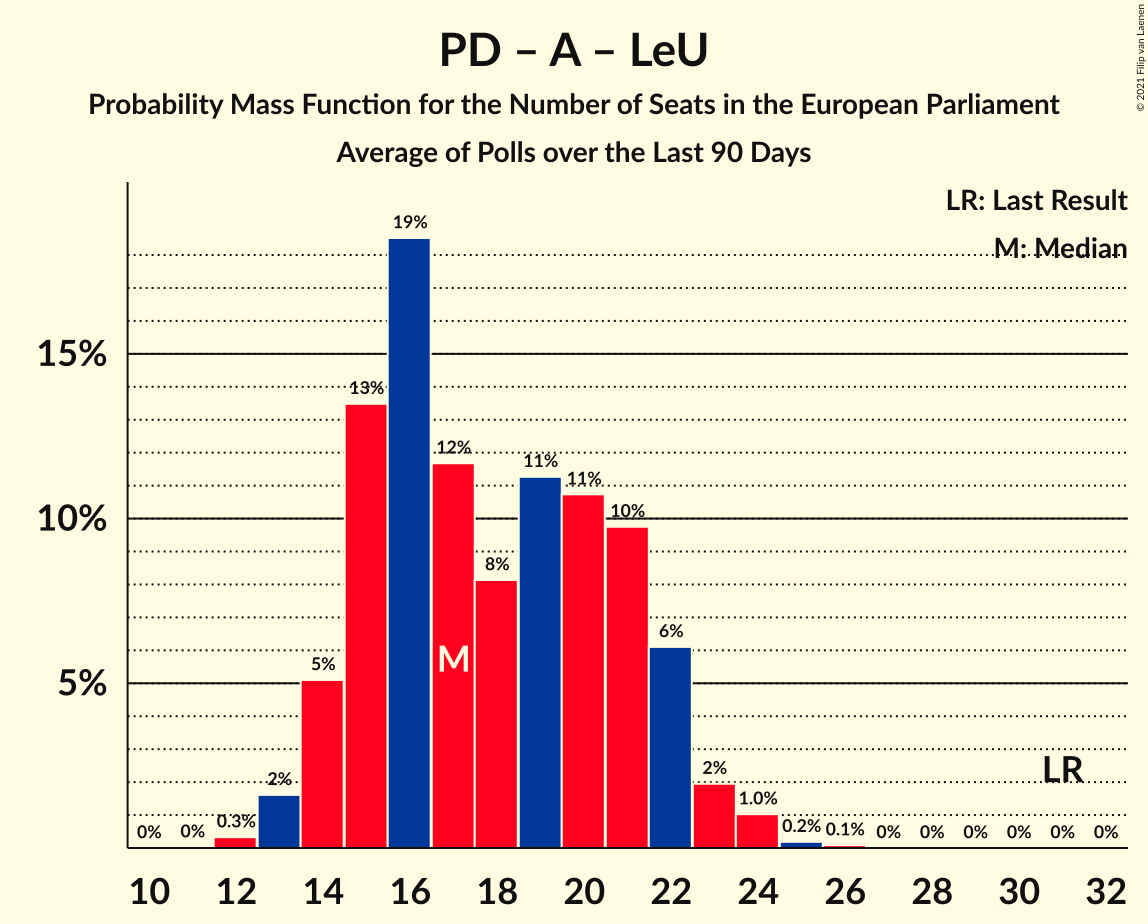 PD – A – LeU
Probability Mass Function for the Number of Seats in the European Parliament
Average of Polls over the Last 90 Days
© 2021 Filip van Laenen
LR: Last Result
M: Median
15%
10%
5%
0%
0%
0.3%
2%
5%
13%
19%
12%
8%
11%
11%
10%
6%
2%
1.0%
0.2%
0.1%
0%
0%
0%
0%
0%
0%
M
LR
10 12 14 16 18 20 22 24 26 28 30 32